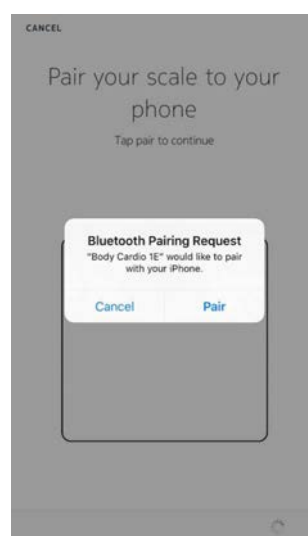 CANCEL
Pair your scale to your
phone
Tap pair to continue
Bluetooth Pairing Request
"Body Cardio 1E" would like to pair
with your iPhone.
Cancel Pair